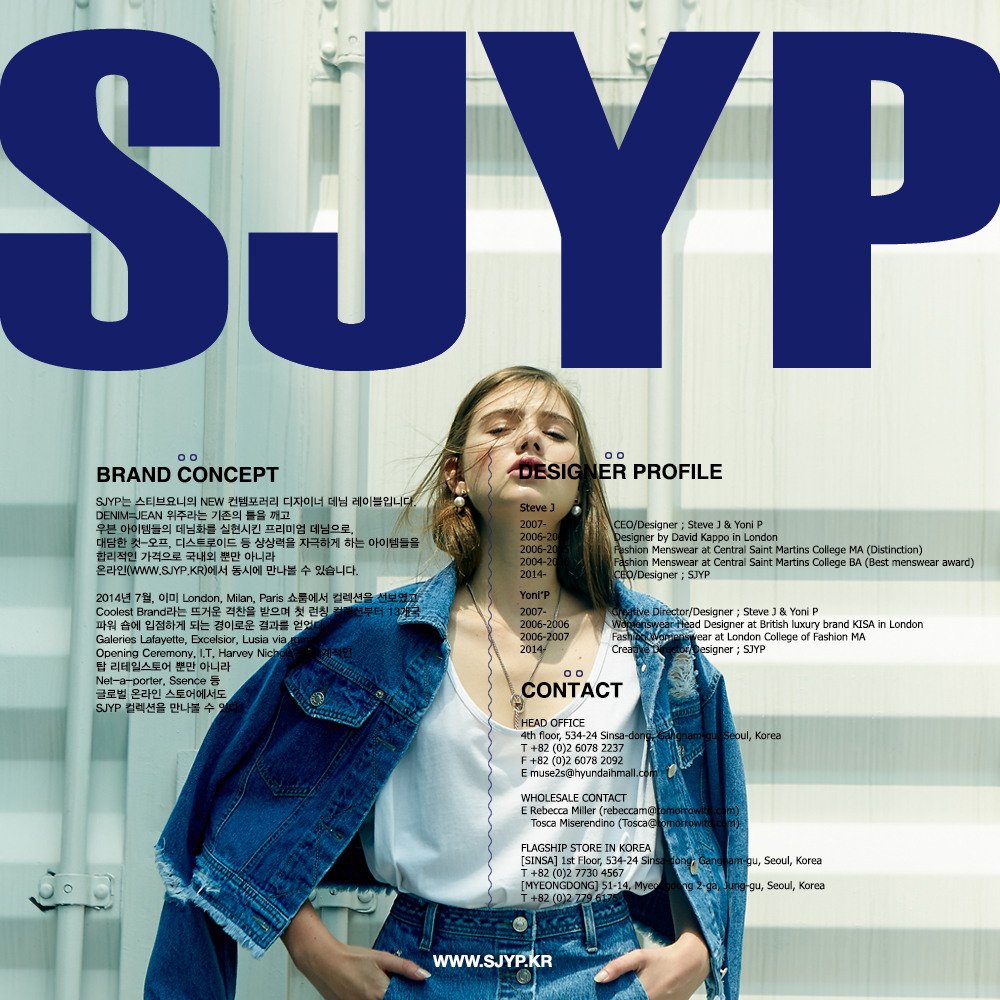 SJYP
BRAND CONCEPT
SJYP는 스티브요니의 NEW 컨템포러리 디자이너 데님 레이블입니다.
DENIM=JEAN 위주라는 기존의 틀을 깨고
우븐 아이템들의 데님화를 실현시킨 프리미엄 데님으로,
대담한 컷-오프, 디스트로이드 등 상상력을 자극하게 하는 아이템들을
합리적인 가격으로 국내외 뿐만 아니라
온라인(WWW.SJYP.KR)에서 동시에 만나볼 수 있습니다.
2014년 7월, 이미 London, Milan, Paris 쇼룸에서 컬렉션을 선보였고,
Coolest Brand라는 뜨거운 격찬을 받으며 첫 런칭 컬렉션부터 13개국
파워 숍에 입점하게 되는 경이로운 결과를
Galeries Lafayette, Excelsior, Lusia via
Opening Ceremony, I.T, Harvey Nichols
탑 리테일스토어 뿐만 아니라
Net-a-porter, Ssence 등
글로벌 온라인 스토어에서도
SJYP 컬렉션을 만나볼 수 있다.
DESIGNER PROFILE
Steve J
2007- CEO/Designer ; Steve J & Yoni P
Designer by David Kappo in London
Fashion Menswear at Central Saint Martins College MA (Distinction)
Fashion Menswear at Central Saint Martins College BA (Best menswear award)
2014- CEO/Designer ; SJYP
Yoni'P
2007- Creative Director/Designer ; Steve J & Yoni P
2006-2006 Womenswear Head Designer at British luxury brand KISA in London
2006-2007 Fashion Womenswear at London College of Fashion MA
2014- Creative Director/Designer ; SJYP
CONTACT
HEAD OFFICE
4th floor, 534-24 Sinsa-dong, Gangnam-gu, Seoul, Korea
T +82 (0)2 6078 2237
F +82 (0)2 6078 2092
E muse2s@hyundaihmall.com
WHOLESALE CONTACT
E Rebecca Miller (rebeccam@tomorrowltd.com)
Tosca Miserendino (Tosca@tomorrowltd.com)
FLAGSHIP STORE IN KOREA
[SINSA] 1st Floor, 534-24 Sinsa-dong, Gangnam-gu, Seoul, Korea
T +82 (0)2 7730 4567
[MYEONGDONG] 51-14, Myeongdong 2-ga, Jung-gu, Seoul, Korea
T +82 (0)2 779 6175
WWW.SJYP.KR